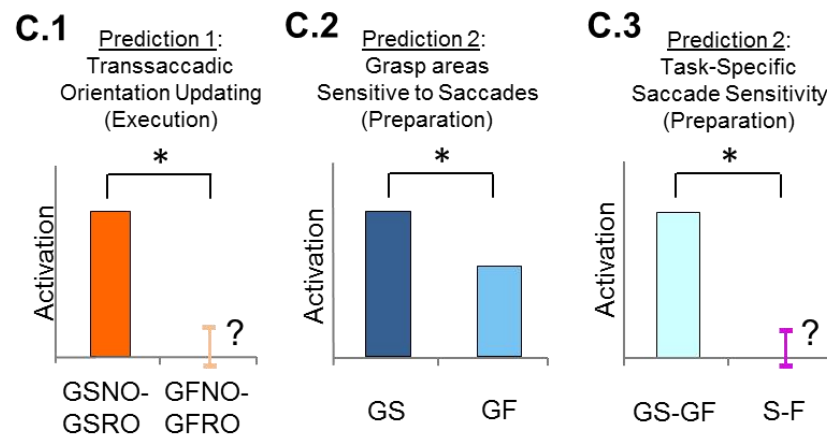 C.1
Prediction 1:
Transsaccadic
Orientation Updating
(Execution)
*
Activation
?
GSNO-
GSRO
GFNO-
GFRO
C.2
Prediction 2:
Grasp areas
Sensitive to Saccades
(Preparation)
*
Activation
GS
GF
C.3
Prediction 2:
Task-Specific
Saccade Sensitivity
(Preparation)
*
Activation
?
GS-GF
S-F